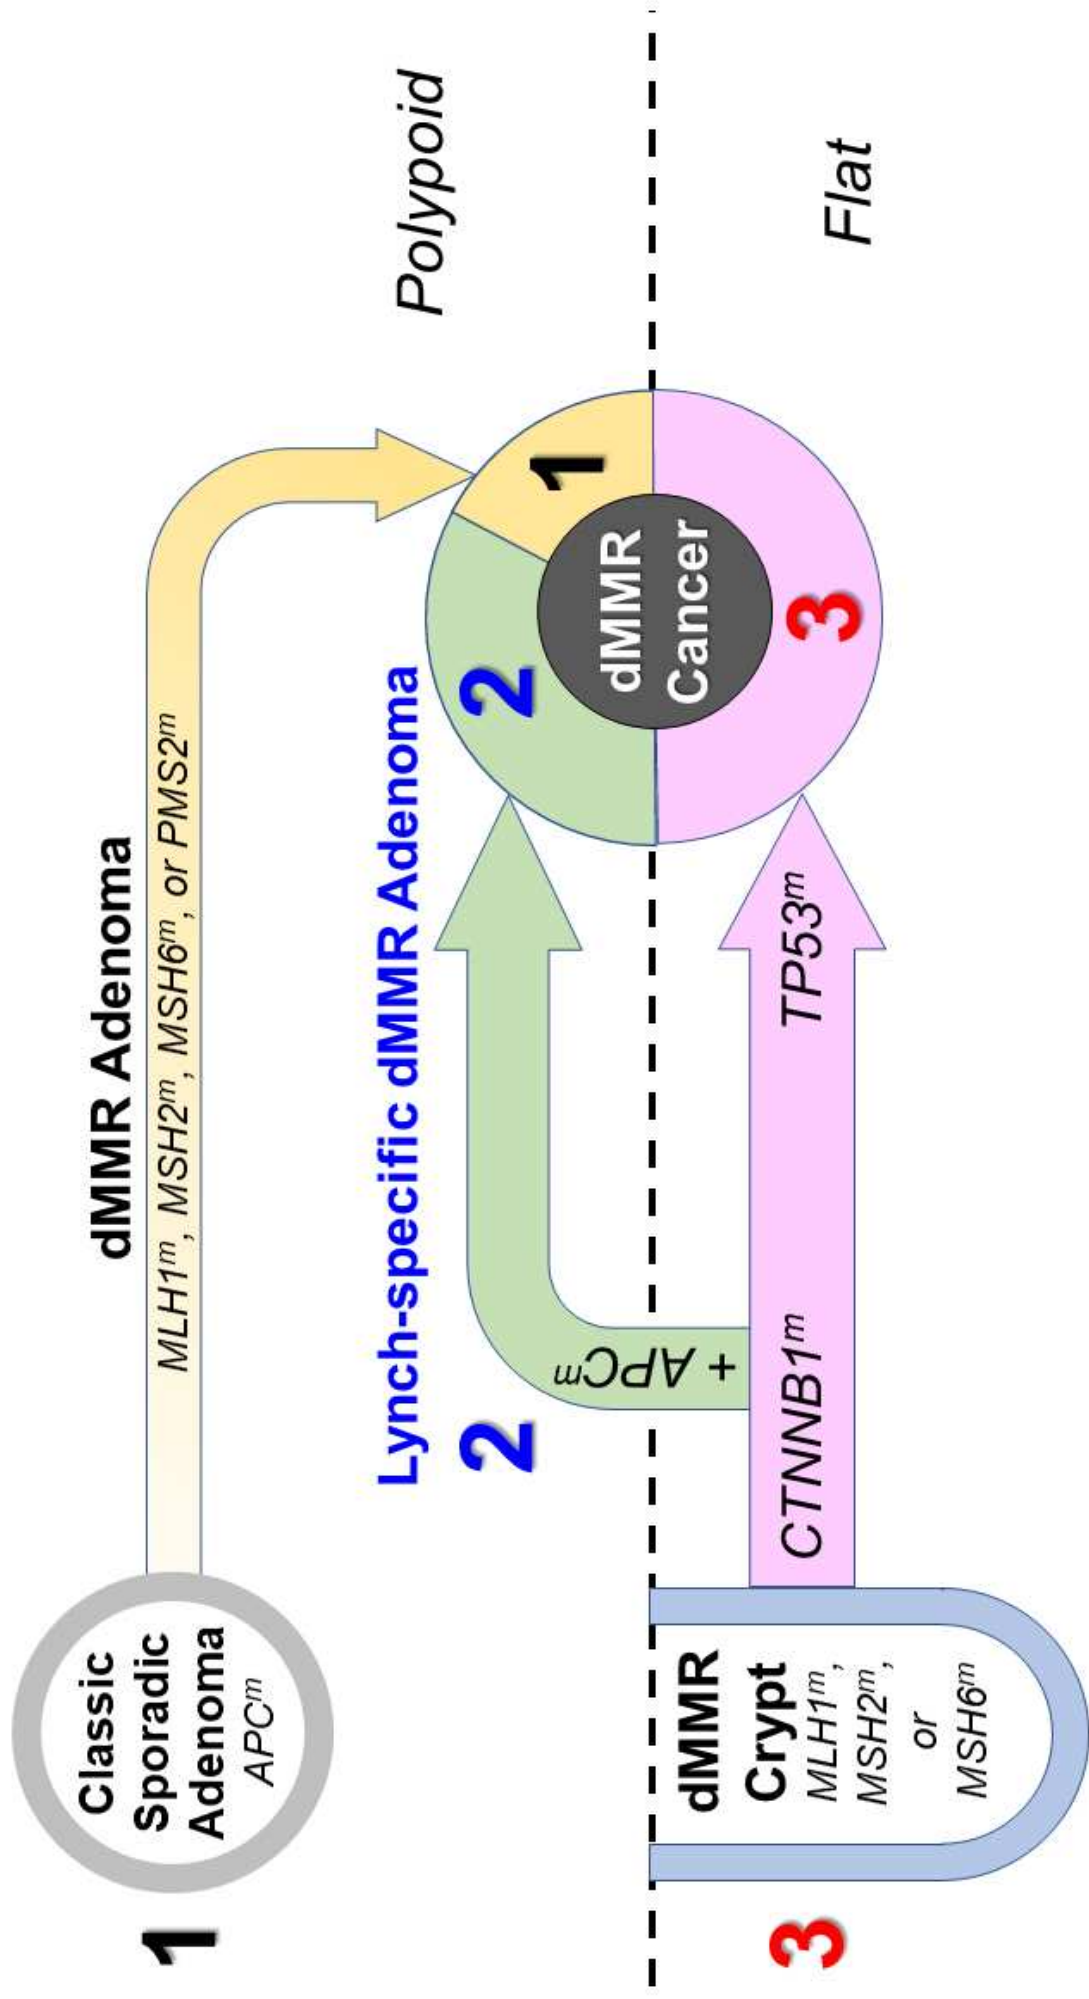 1
Classic
Sporadic
Adenoma
APCᵐ
dMMR Adenoma
MLH1ᵐ, MSH2ᵐ, MSH6ᵐ, or PMS2ᵐ
Polypoid
2
Lynch-specific dMMR Adenoma
+ APCᵐ
2
1
dMMR
Cancer
3
Flat
3
dMMR
Crypt
MLH1ᵐ,
MSH2ᵐ,
or
MSH6ᵐ
CTNNB1ᵐ
TP53ᵐ